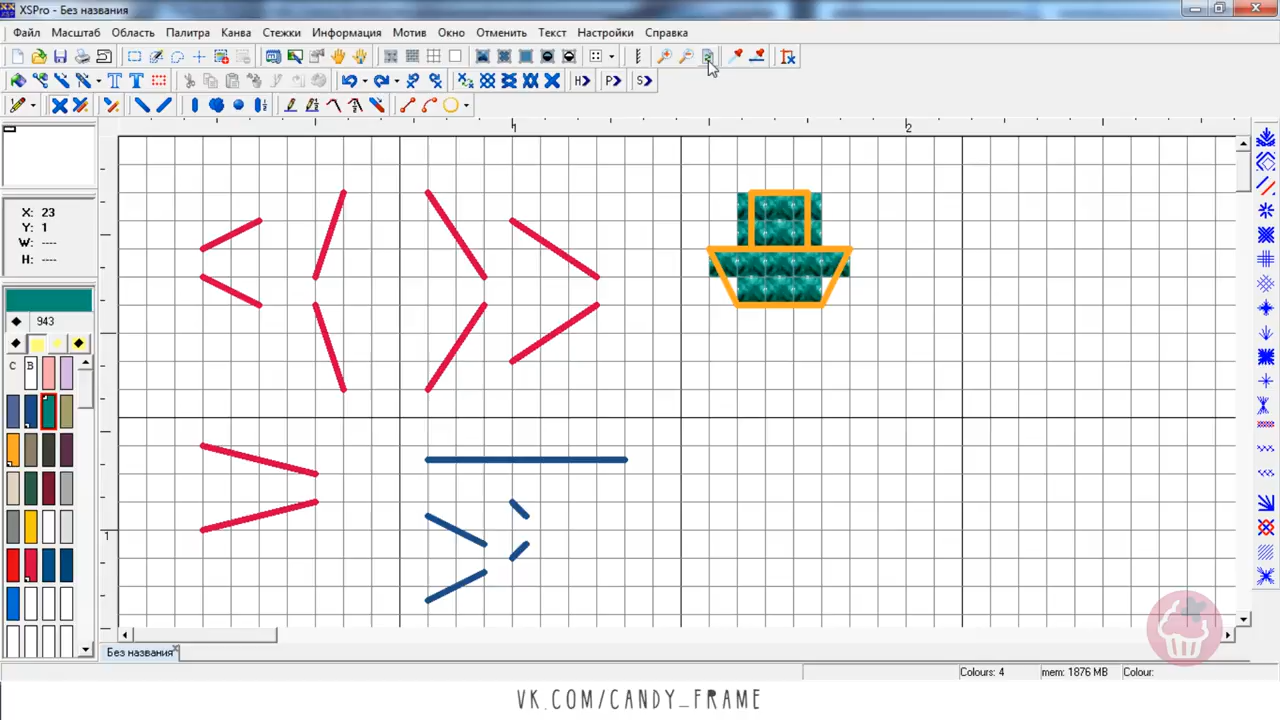 XSPro - Без названия
Файл Масштаб Область Палитра Канва Стежки Информация Мотив Окно Отменить Текст Настройки Справка
H> P> S>
1 2
X: 23
Y: 1
W: ----
H: ----
943
C B
1
Без названия
Colours: 4 mem: 1876 MB Colour:
VK.COM/CANDY_FRAME